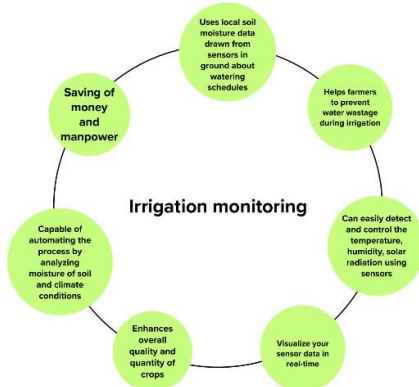 Uses local soil
moisture data
drawn from
sensors in
ground about
watering
schedules
Helps farmers to
prevent
water wastage
during irrigation
Can easily detect
and control the
temperature,
humidity, solar
radiation using
sensors
Visualize your
sensor data in
real-time
Enhances
overall
quality and
quantity of
crops
Capable of
automating the
process by
analyzing
moisture of soil
and climate
conditions
Saving of
money
and
manpower
Irrigation monitoring